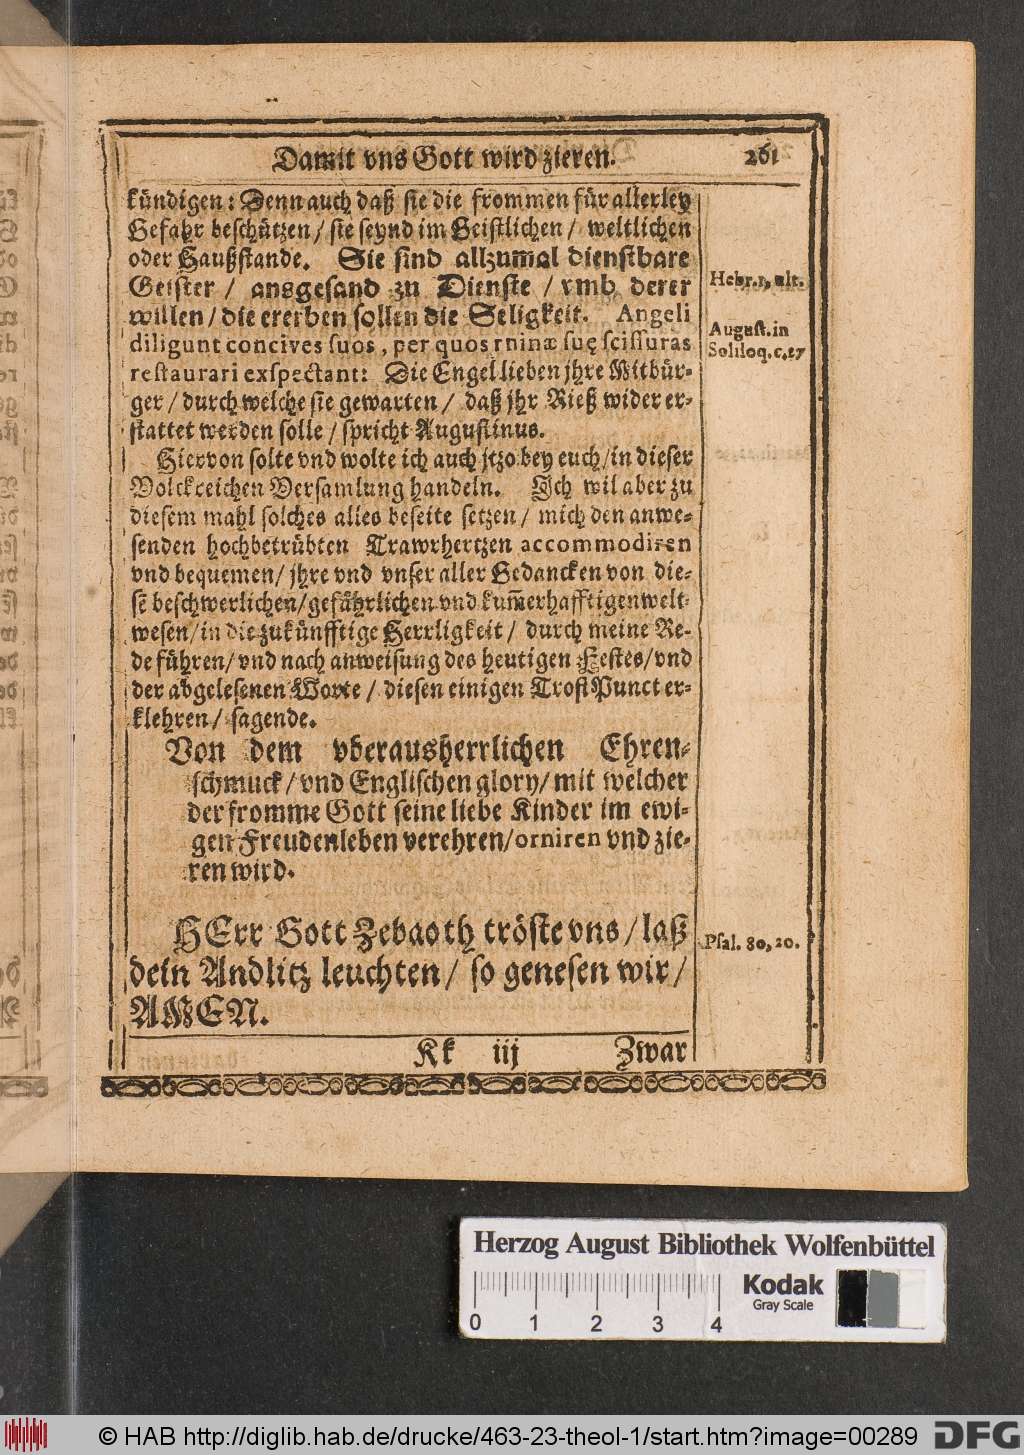 Damit vns Gott wird zieren. 261
kündigen: Denn auch daß sie die frommen für allerley
Gefahr beschützen / sie seynd im Geistlichen / weltlichen
oder Haußstande. Sie sind allzumal dienstbare
Geister / ausgesand zu Dienste / vmb derer
Hebr. 1, ult.
willen / die ererben sollen die Seligkeit. Angeli
August. in
diligunt concives suos, per quos ruinæ suę scissuras
Soliloq. c. 27
restaurari exspectant: Die Engel lieben jhre Mitbür-
ger / durch welche sie gewarten / daß jhr Rieß wider er-
stattet werden solle / spricht Augustinus.
Hiervon solte vnd wolte ich auch jtzo bey euch / in dieser
Volckreichen Versamlung handeln. Ich wil aber zu
diesem mahl solches alles beseite setzen / mich den anwe-
senden hochbetrübten Trawrhertzen accommodiren
vnd bequemen / jhre vnd vnser aller Gedancken von die-
se beschwerlichen / gefährlichen vnd kum̃erhafftigen welt-
wesen / in die zukünfftige Herrligkeit / durch meine Re-
de führen / vnd nach anweisung des heutigen Festes / vnd
der abgelesenen Worte / diesen einigen TrostPunct er-
klehren / sagende.
Von dem vberausherrlichen Ehren-
schmuck / vnd Englischen glory / mit welcher
der fromme Gott seine liebe Kinder im ewi-
gen Freudenleben verehren / orniren vnd zie-
ren wird.
HErr Gott Zebaoth tröste vns / laß
Psal. 80, 20.
dein Andlitz leuchten / so genesen wir /
AMEN.
Kk iij Zwar
Herzog August Bibliothek Wolfenbüttel
Kodak
Gray Scale
0 1 2 3 4
© HAB http://diglib.hab.de/drucke/463-23-theol-1/start.htm?image=00289
DFG